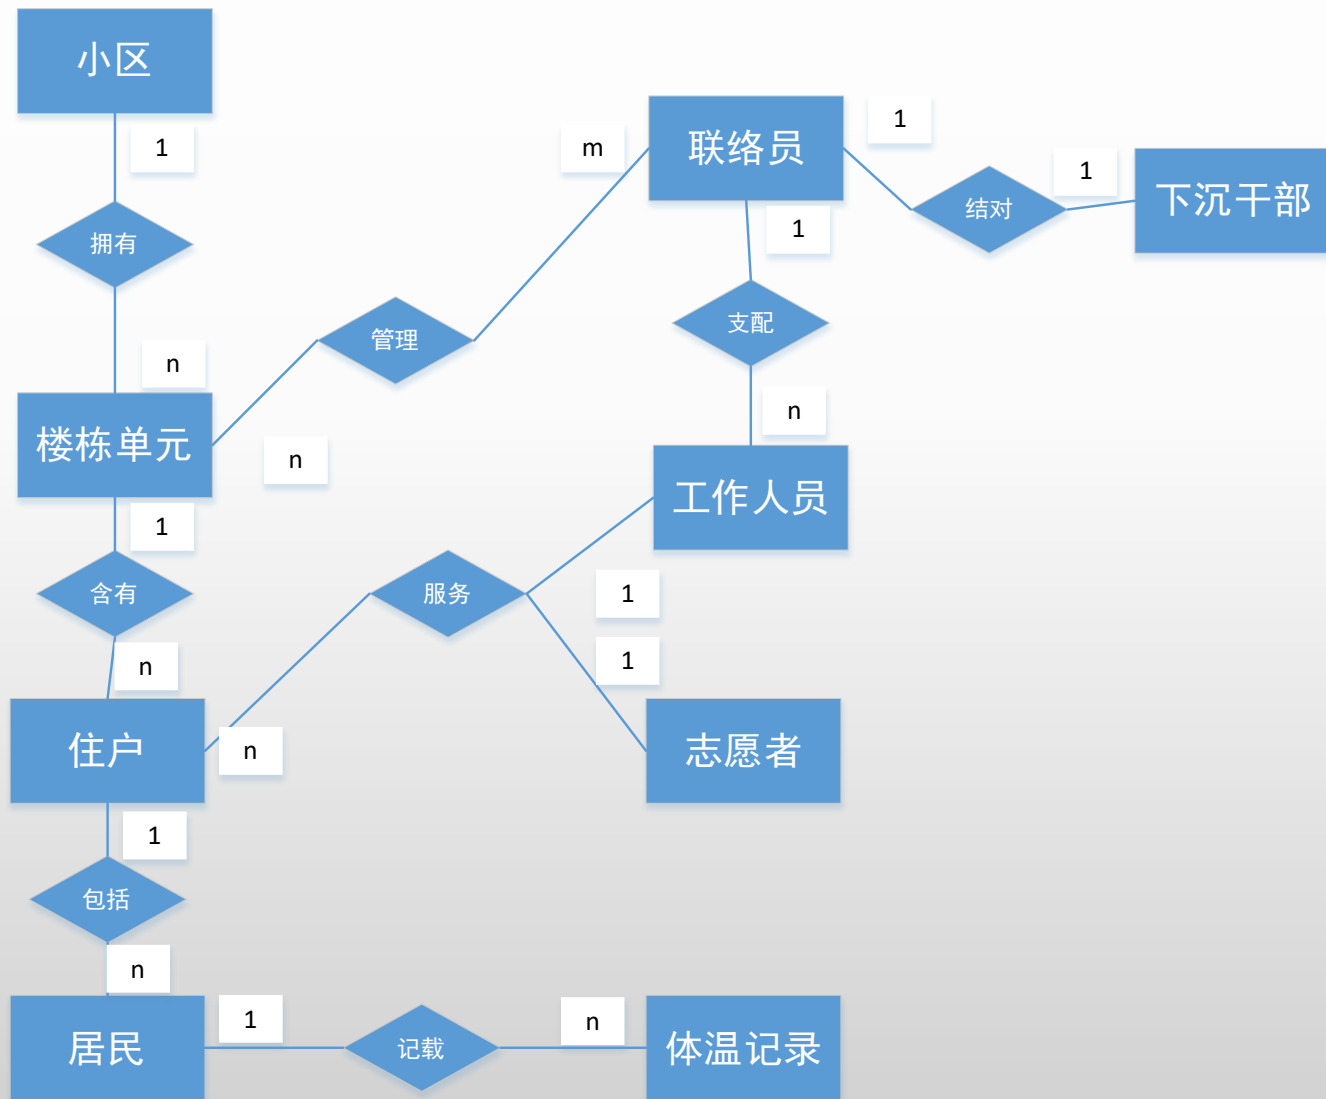 小区
1
拥有
n
楼栋单元
m
联络员
1
结对
1
下沉干部
管理
n
1
支配
n
工作人员
1
含有
n
服务
1
1
住户
n
志愿者
1
包括
n
居民
1
记载
n
体温记录